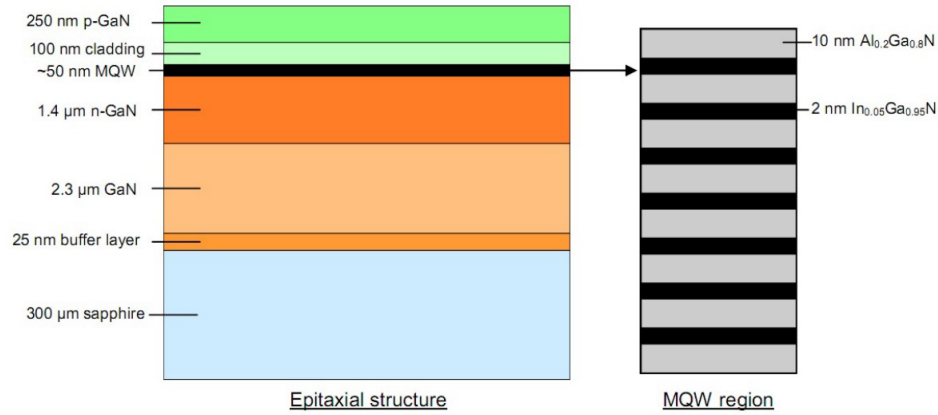 250 nm p-GaN
100 nm cladding
~50 nm MQW
1.4 μm n-GaN
2.3 μm GaN
25 nm buffer layer
300 μm sapphire
Epitaxial structure
10 nm Al₀.₂Ga₀.₈N
2 nm In₀.₀₅Ga₀.₉₅N
MQW region